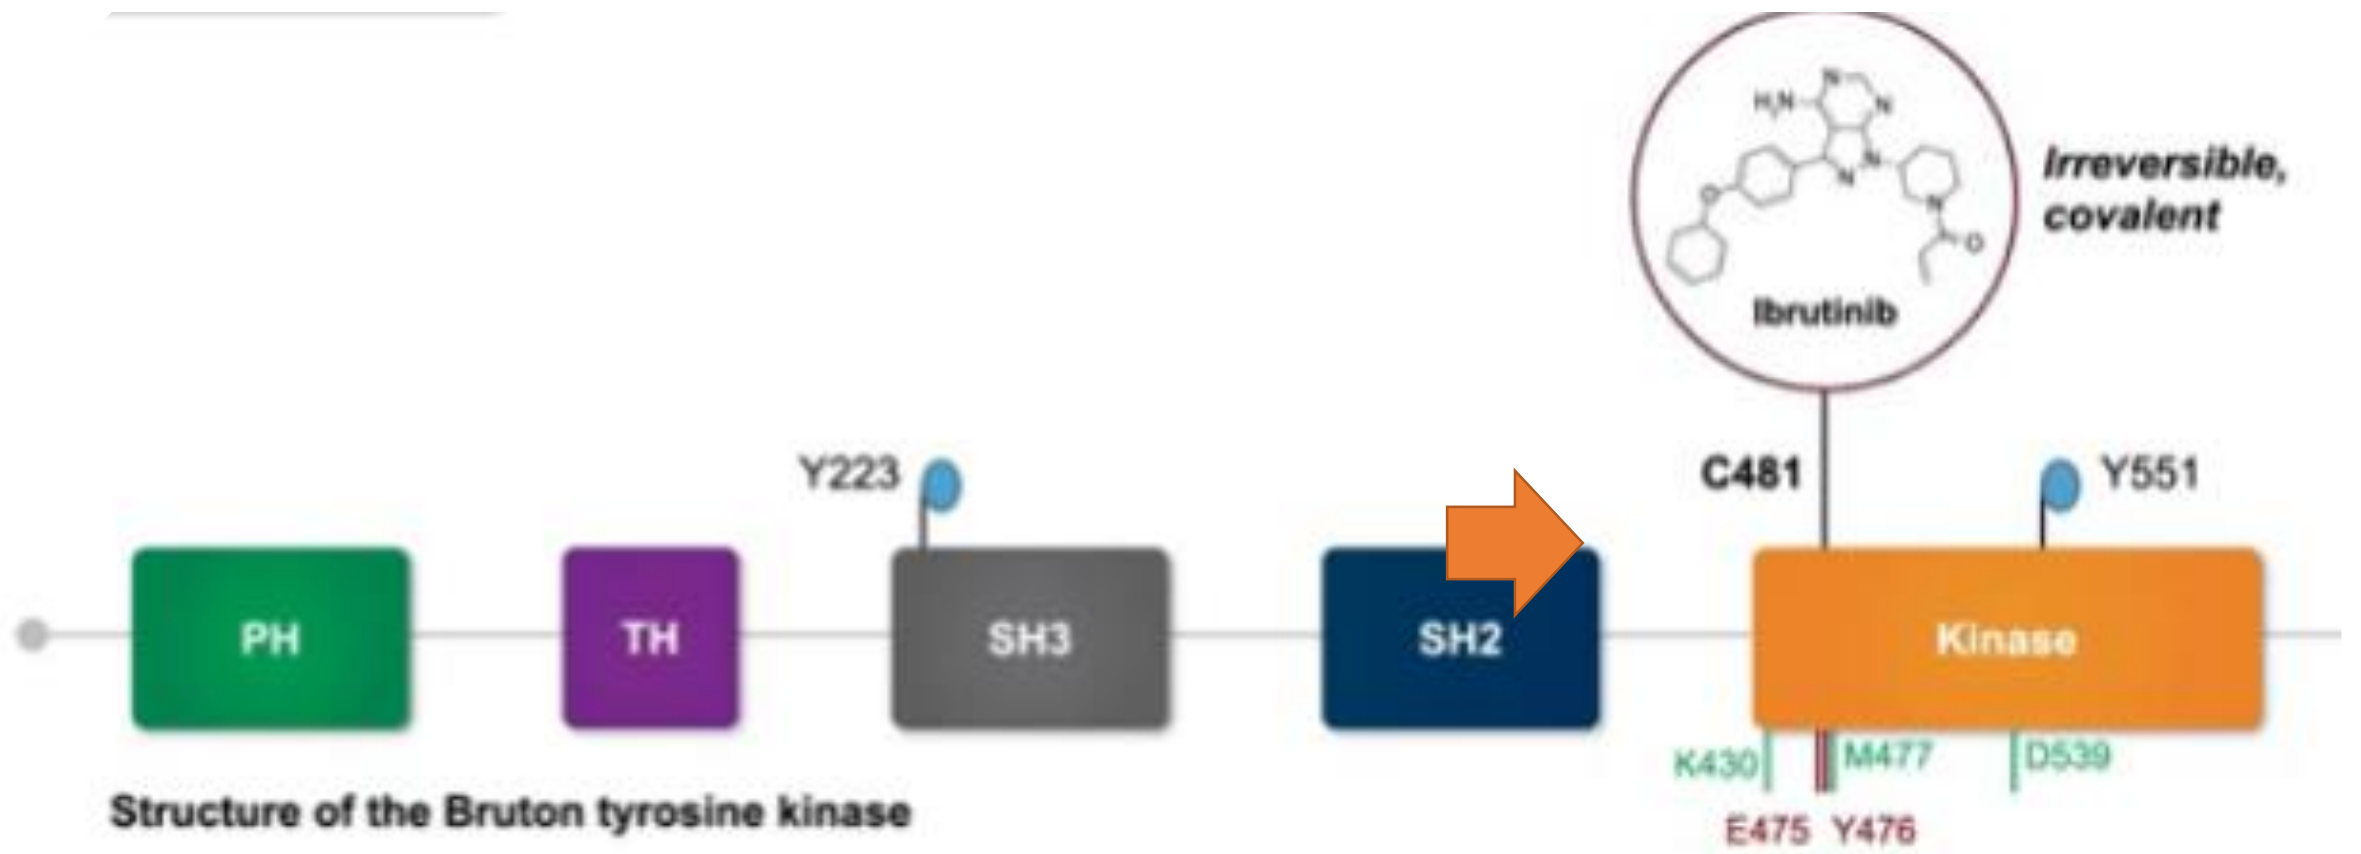 N
H₂N
N
N
N
O
N
O
Ibrutinib
Irreversible,
covalent
Y223
C481
Y551
PH
TH
SH3
SH2
Kinase
K430
M477
D539
E475
Y476
Structure of the Bruton tyrosine kinase